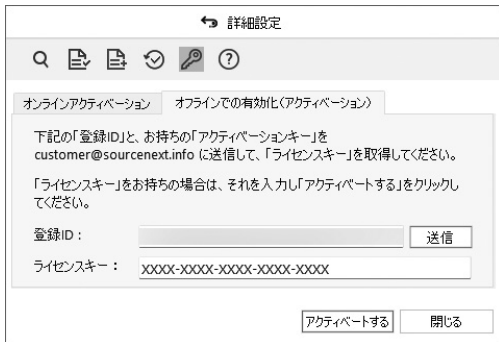 詳細設定
オンラインアクティベーション
オフラインでの有効化(アクティベーション)
下記の「登録ID」と、お持ちの「アクティベーションキー」を
customer@sourcenext.info に送信して、「ライセンスキー」を取得してください。
「ライセンスキー」をお持ちの場合は、それを入力し「アクティベートする」をクリックし
てください。
登録ID：
送信
ライセンスキー：
XXXX-XXXX-XXXX-XXXX-XXXX
アクティベートする
閉じる